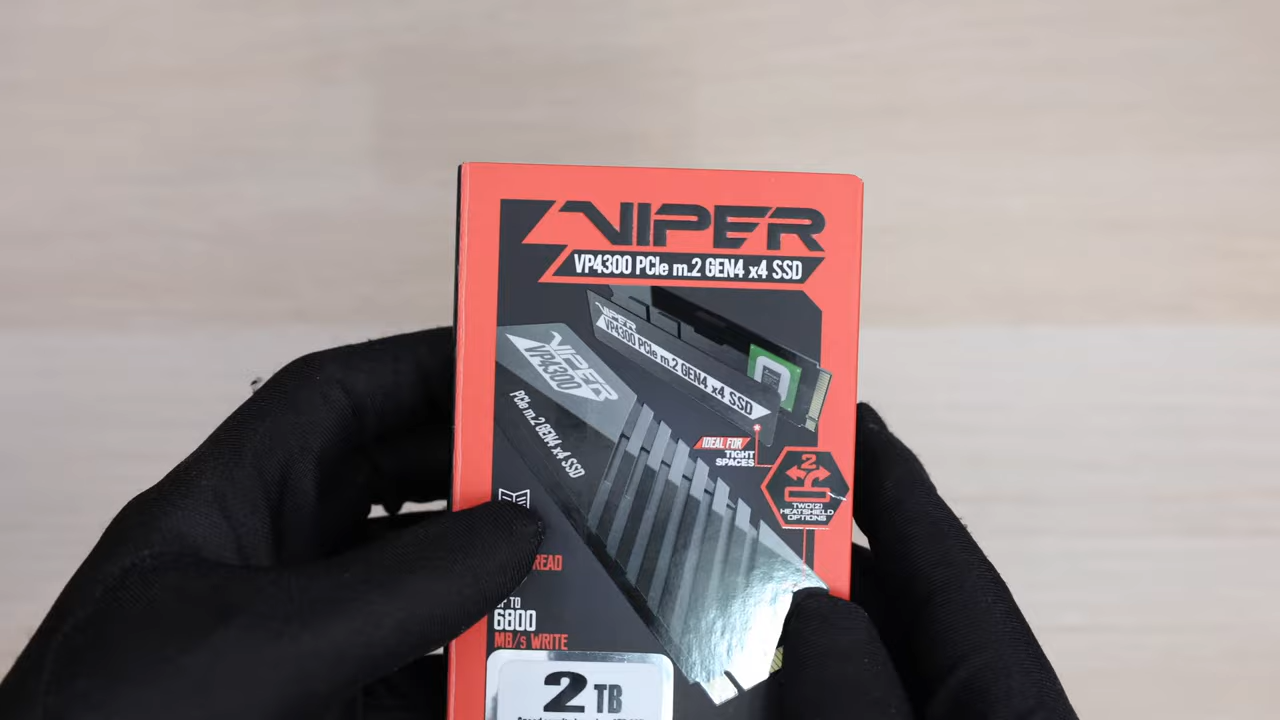 VIPER
VP4300 PCIe m.2 GEN4 x4 SSD
VIPER
VP4300 PCIe m.2 GEN4 x4 SSD
VIPER
VP4300
PCIe m.2 GEN4 x4 SSD
IDEAL FOR
TIGHT
SPACES
2
TWO(2)
HEATSHIELD
OPTIONS
READ
TO
6800
MB/s WRITE
2 TB